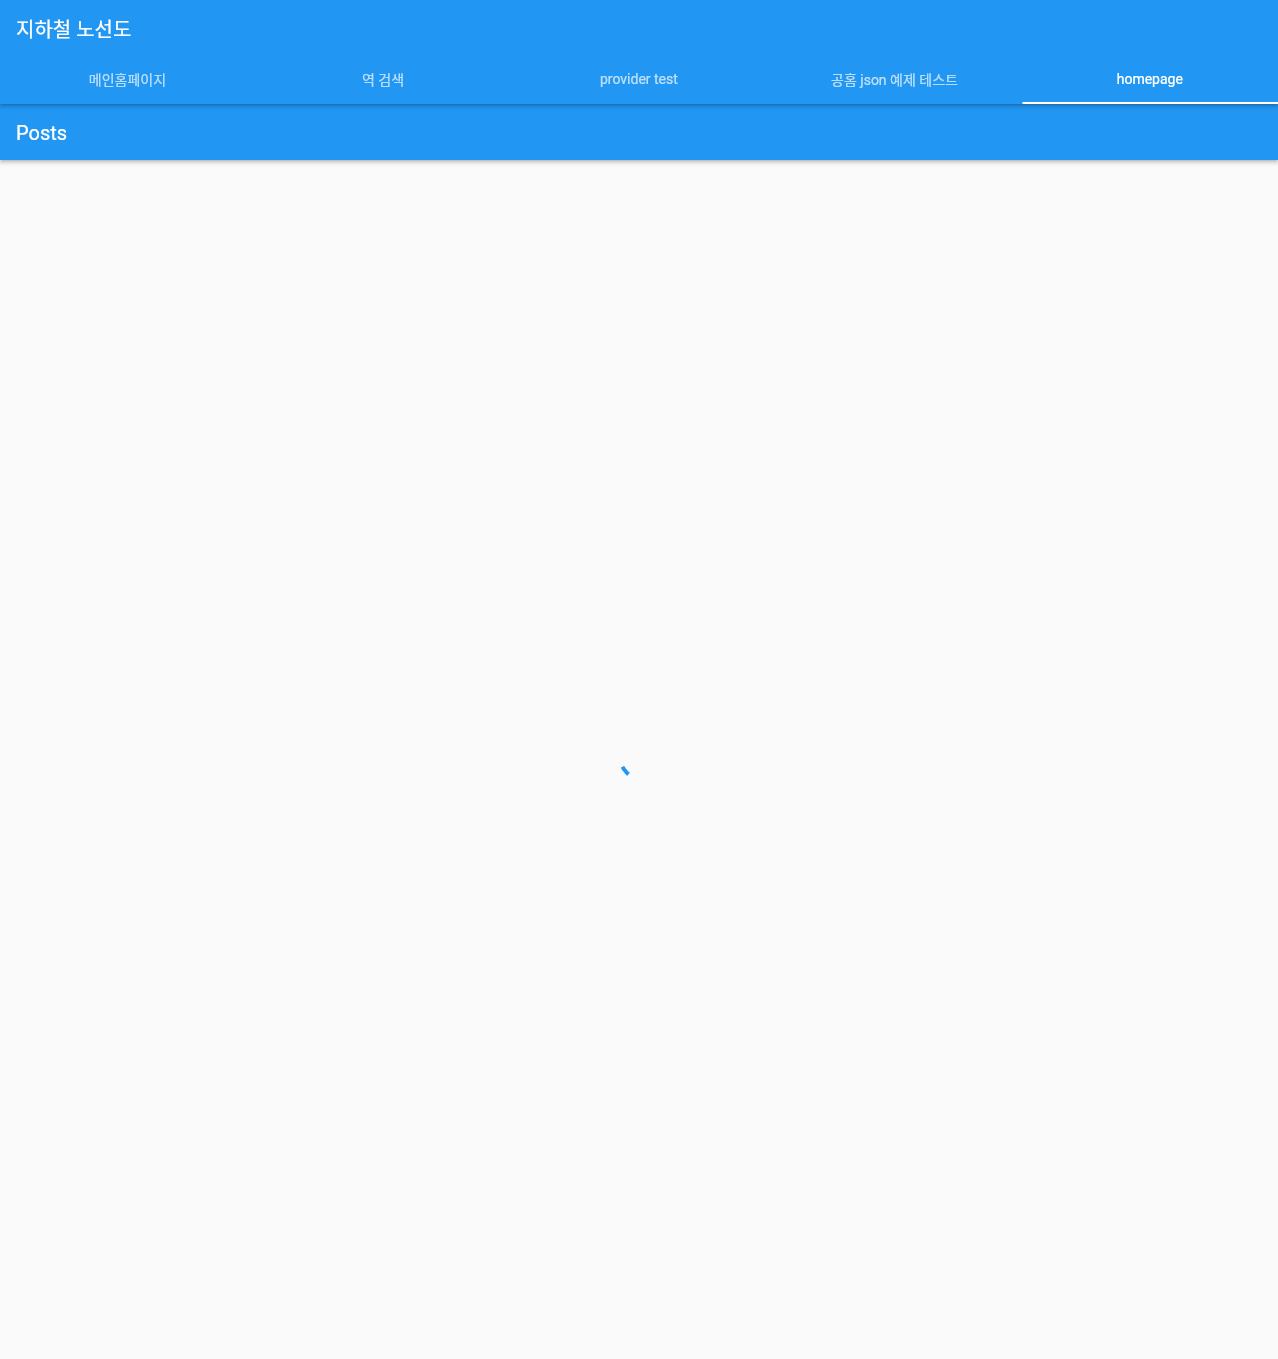 지하철 노선도
메인홈페이지
역 검색
provider test
공홈 json 예제 테스트
homepage
Posts